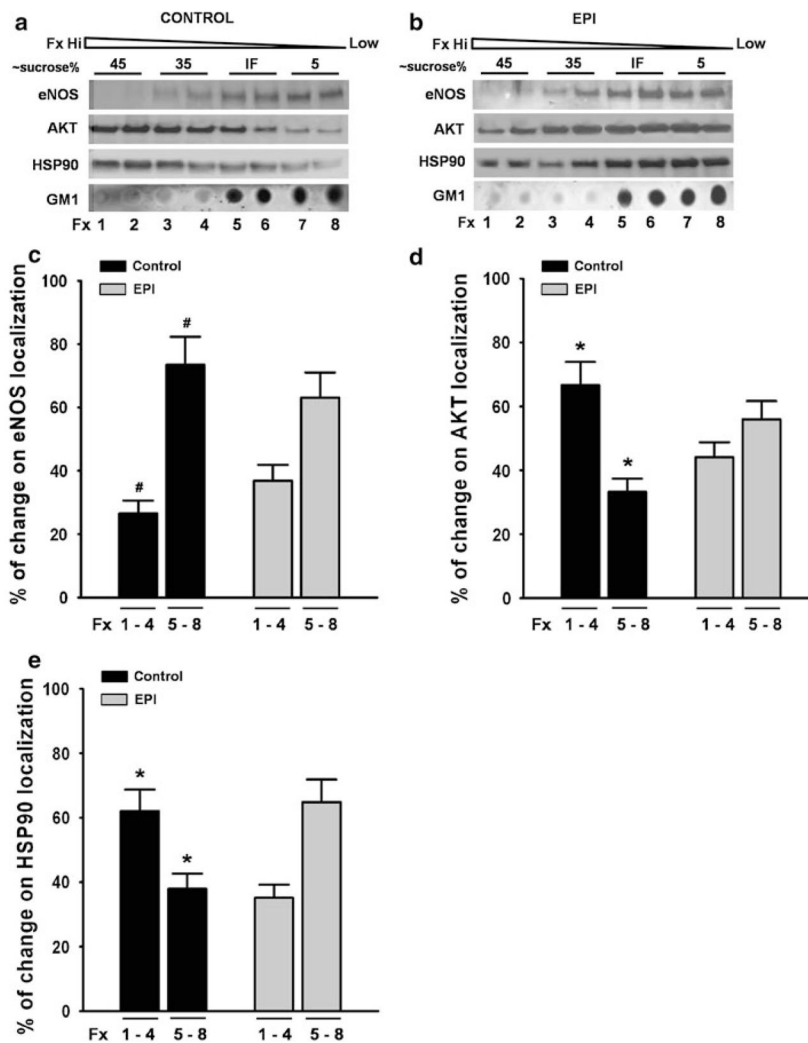 a CONTROL
Fx Hi Low
~sucrose% 45 35 IF 5
eNOS
AKT
HSP90
GM1
Fx 1 2 3 4 5 6 7 8
b EPI
Fx Hi Low
~sucrose% 45 35 IF 5
eNOS
AKT
HSP90
GM1
Fx 1 2 3 4 5 6 7 8
c
Control
EPI
% of change on eNOS localization
100
80
60
40
20
0
#
#
Fx 1 - 4 5 - 8 1 - 4 5 - 8
d
Control
EPI
% of change on AKT localization
100
80
60
40
20
0
*
*
Fx 1 - 4 5 - 8 1 - 4 5 - 8
e
Control
EPI
% of change on HSP90 localization
100
80
60
40
20
0
*
*
Fx 1 - 4 5 - 8 1 - 4 5 - 8